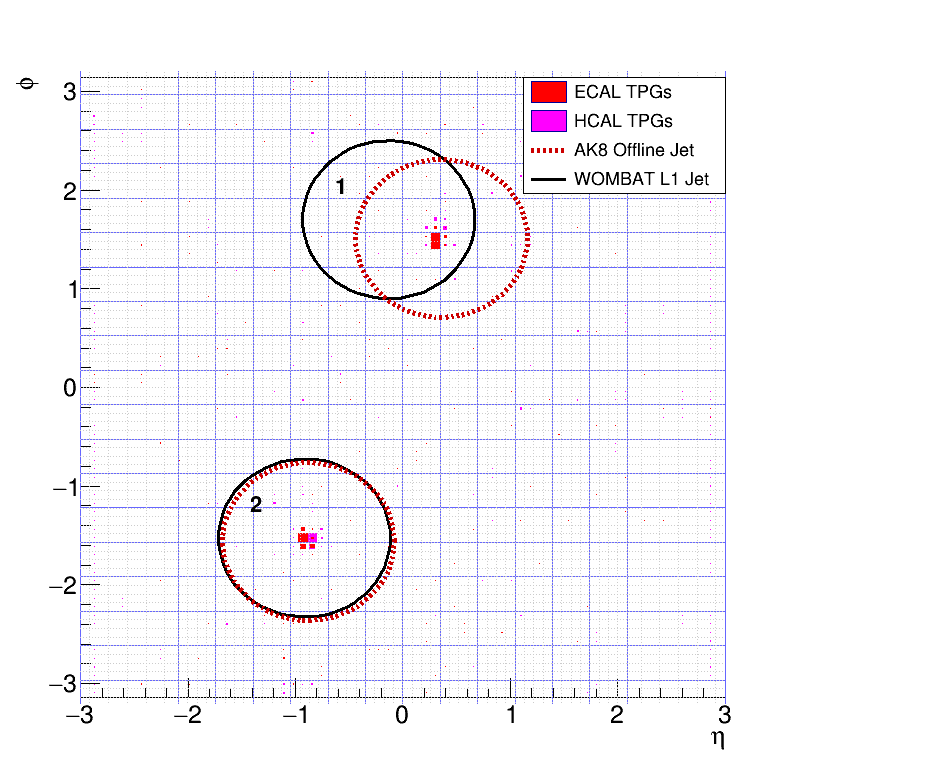 φ
3
2
1
0
−1
−2
−3
ECAL TPGs
HCAL TPGs
AK8 Offline Jet
WOMBAT L1 Jet
1
2
−3 −2 −1 0 1 2 3
η